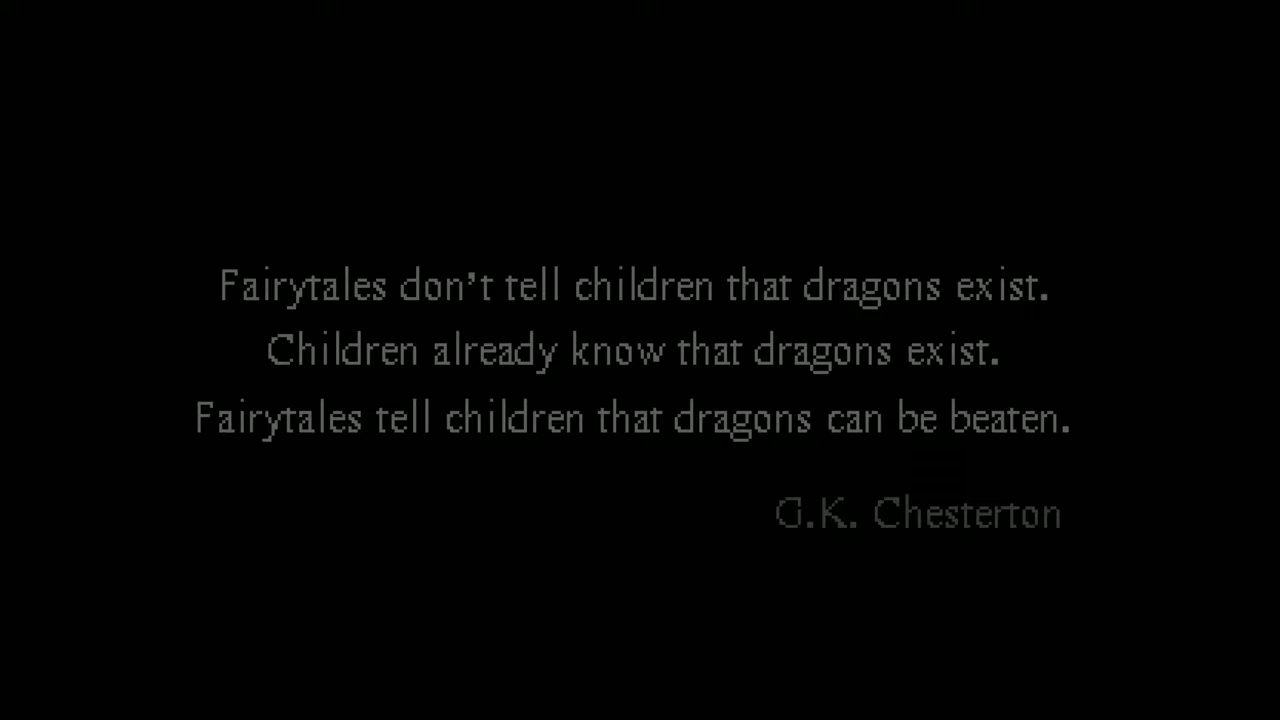 Fairytales don't tell children that dragons exist.
Children already know that dragons exist.
Fairytales tell children that dragons can be beaten.
G.K. Chesterton